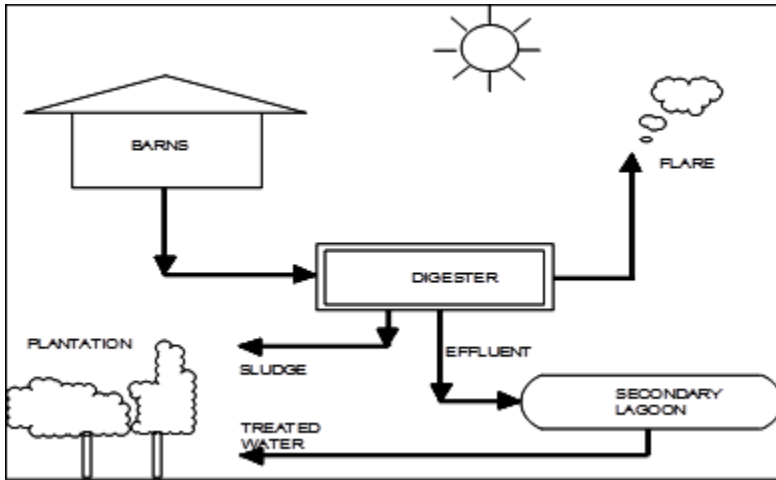 BARNS
FLARE
DIGESTER
PLANTATION
EFFLUENT
SLUDGE
SECONDARY
LAGOON
TREATED
WATER